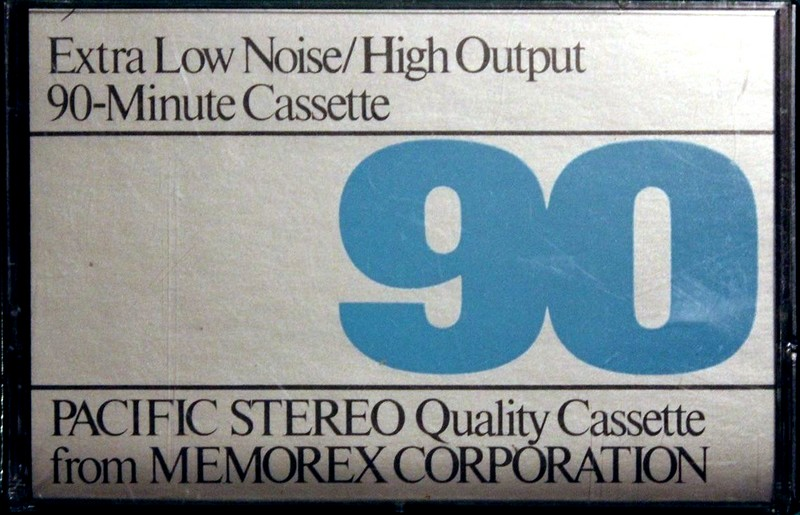 Extra Low Noise/High Output
90-Minute Cassette
90
PACIFIC STEREO Quality Cassette
from MEMOREX CORPORATION